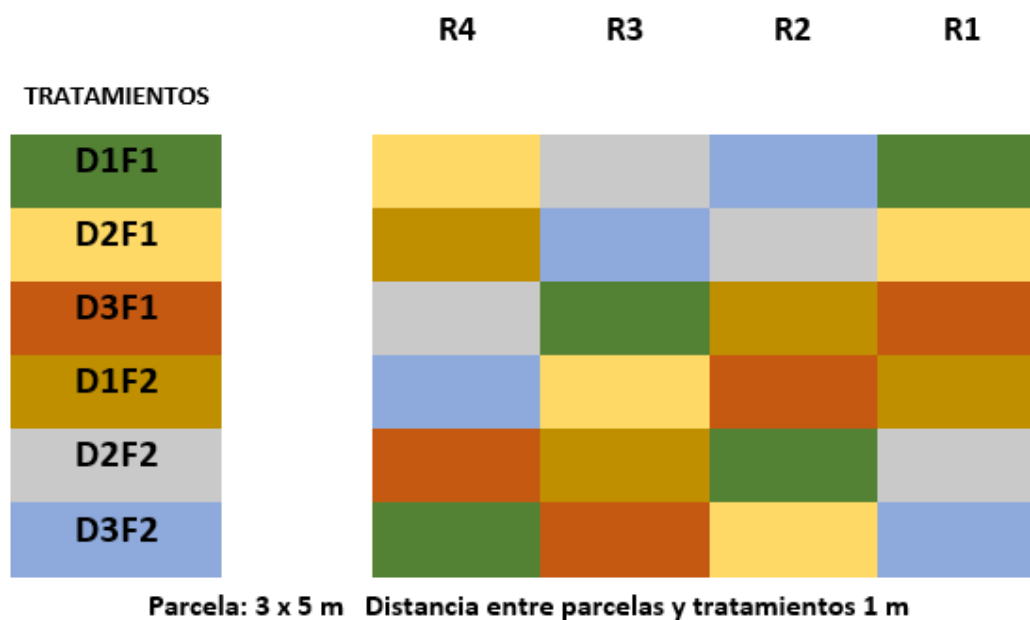 R4 R3 R2 R1
TRATAMIENTOS
D1F1
D2F1
D3F1
D1F2
D2F2
D3F2
Parcela: 3 x 5 m Distancia entre parcelas y tratamientos 1 m